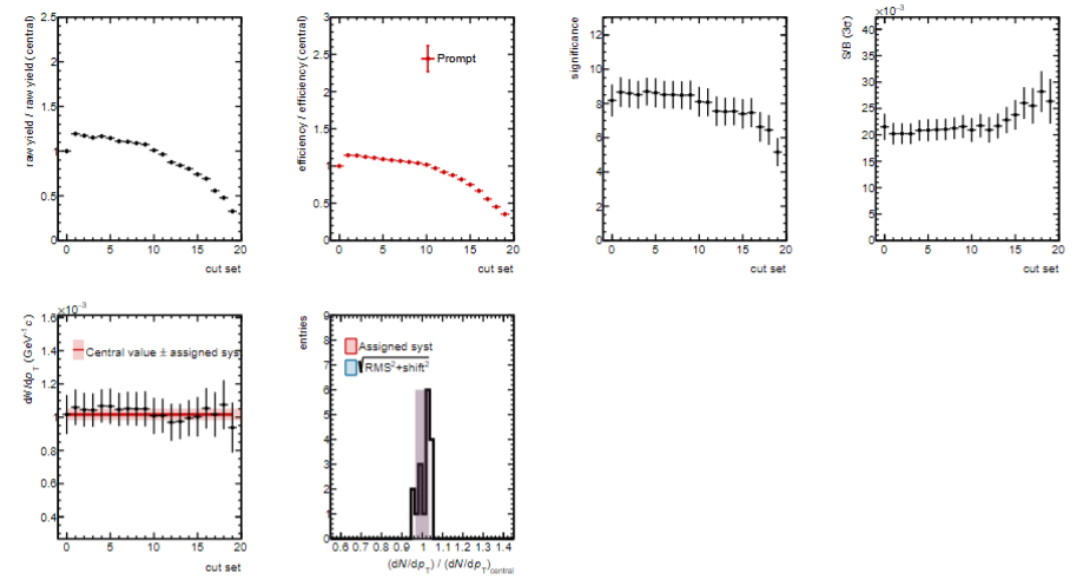 raw yield / raw yield (central)
2.5
2
1.5
1
0.5
0
0 5 10 15 20
cut set
efficiency / efficiency (central)
3
2.5
2
1.5
1
0.5
0
Prompt
0 5 10 15 20
cut set
significance
12
10
8
6
4
2
0
0 5 10 15 20
cut set
S/B (3σ)
×10⁻³
40
35
30
25
20
15
10
5
0
0 5 10 15 20
cut set
dN/dp_T (GeV⁻¹ c)
×10⁻³
1.6
1.4
1.2
1
0.8
0.6
0.4
Central value ± assigned sys
0 5 10 15 20
cut set
entries
9
8
7
6
5
4
3
2
1
0
Assigned syst
√RMS²+shift²
0.6 0.7 0.8 0.9 1 1.1 1.2 1.3 1.4
(dN/dp_T) / (dN/dp_T)_central